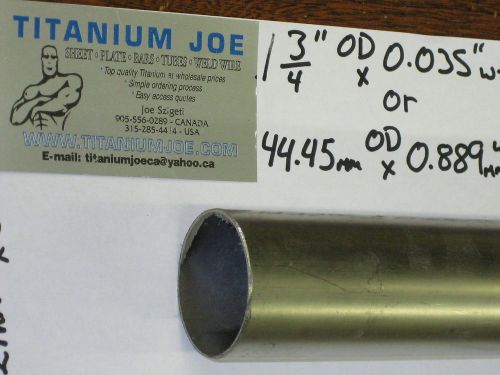 TITANIUM JOE
SHEET • PLATE • BARS • TUBES • WELD WIRE
* Top quality Titanium at wholesale prices
* Simple ordering process
* Easy access quotes
Joe Szigeti
905-556-0289 - CANADA
315-285-4414 - USA
WWW.TITANIUMJOE.COM
E-mail: titaniumjoeca@yahoo.ca
1 3/4" OD x 0.035"
or
44.45mm OD x 0.889